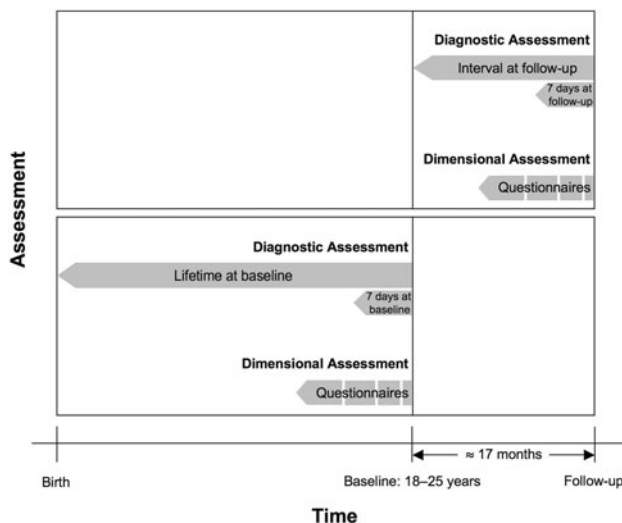 Diagnostic Assessment
Interval at follow-up
7 days at
follow-up
Dimensional Assessment
Questionnaires
Assessment
Diagnostic Assessment
Lifetime at baseline
7 days at
baseline
Dimensional Assessment
Questionnaires
≈ 17 months
Birth
Baseline: 18–25 years
Follow-up
Time